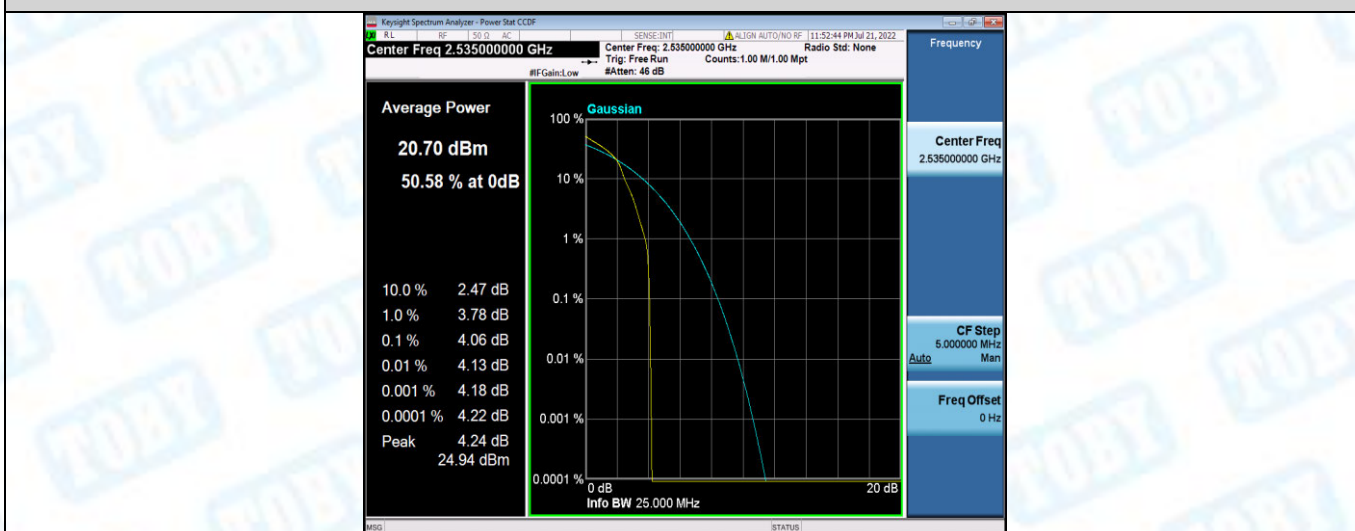 Keysight Spectrum Analyzer - Power Stat CCDF
RL RF 50 Ω AC SENSE:INT ALIGN AUTO/NO RF 11:52:44 PM Jul 21, 2022
Center Freq 2.535000000 GHz
Center Freq: 2.535000000 GHz Radio Std: None
Trig: Free Run Counts:1.00 M/1.00 Mpt
#IFGain:Low #Atten: 46 dB
Frequency
Average Power
20.70 dBm
50.58 % at 0dB
10.0 % 2.47 dB
1.0 % 3.78 dB
0.1 % 4.06 dB
0.01 % 4.13 dB
0.001 % 4.18 dB
0.0001 % 4.22 dB
Peak 4.24 dB
24.94 dBm
Gaussian
100 %
10 %
1 %
0.1 %
0.01 %
0.001 %
0.0001 %
0 dB 20 dB
Info BW 25.000 MHz
Center Freq
2.535000000 GHz
CF Step
5.000000 MHz
Auto Man
Freq Offset
0 Hz
MSG STATUS
TOBY
TOBY
TOBY
TOBY
TOBY
TOBY